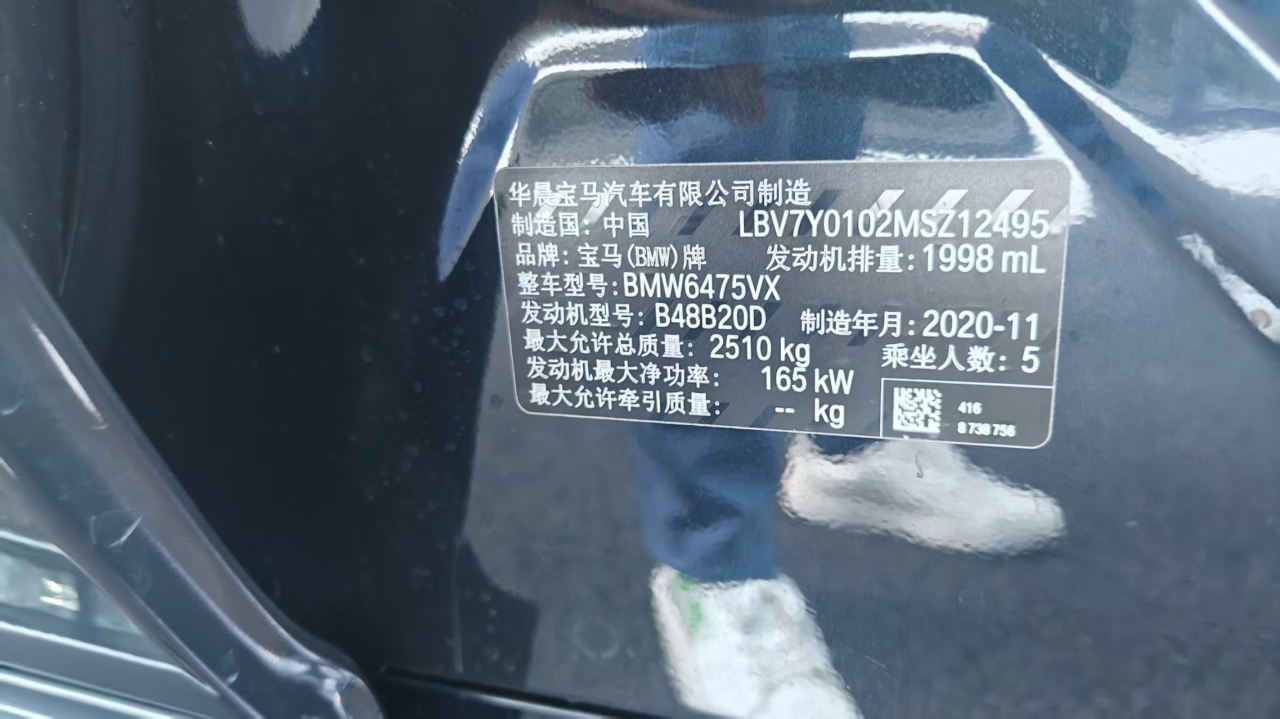 华晨宝马汽车有限公司制造
制造国：中国 LBV7Y0102MSZ12495
品牌：宝马(BMW)牌 发动机排量：1998 mL
整车型号：BMW6475VX
发动机型号：B48B20D 制造年月：2020-11
最大允许总质量：2510 kg 乘坐人数：5
发动机最大净功率：165 kW
最大允许牵引质量：-- kg
416
8 738 756